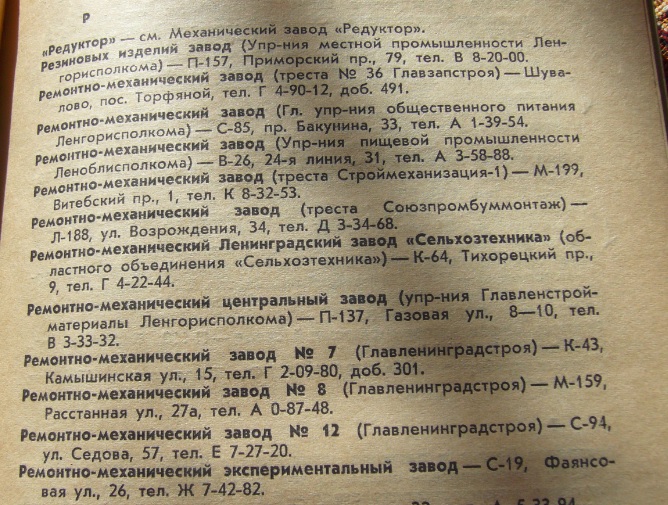 Р
«Редуктор» — см. Механический завод «Редуктор».
Резиновых изделий завод (Упр-ния местной промышленности Лен-
горисполкома) — П-157, Приморский пр., 79, тел. В 8-20-00.
Ремонтно-механический завод (треста № 36 Главзапстроя) — Шува-
лово, пос. Торфяной, тел. Г 4-90-12, доб. 491.
Ремонтно-механический завод (Гл. упр-ния общественного питания
Ленгорисполкома) — С-85, пр. Бакунина, 33, тел. А 1-39-54.
Ремонтно-механический завод (Упр-ния пищевой промышленности
Леноблисполкома) — В-26, 24-я линия, 31, тел. А 3-58-88.
Ремонтно-механический завод (треста Строймеханизация-1) — М-199,
Витебский пр., 1, тел. К 8-32-53.
Ремонтно-механический завод (треста Союзпромбуммонтаж) —
Л-188, ул. Возрождения, 34, тел. Д 3-34-68.
Ремонтно-механический Ленинградский завод «Сельхозтехника» (об-
ластного объединения «Сельхозтехника») — К-64, Тихорецкий пр.,
9, тел. Г 4-22-44.
Ремонтно-механический центральный завод (упр-ния Главленстрой-
материалы Ленгорисполкома) — П-137, Газовая ул., 8—10, тел.
В 3-33-32.
Ремонтно-механический завод № 7 (Главленинградстроя) — К-43,
Камышинская ул., 15, тел. Г 2-09-80, доб. 301.
Ремонтно-механический завод № 8 (Главленинградстроя) — М-159,
Расстанная ул., 27а, тел. А 0-87-48.
Ремонтно-механический завод № 12 (Главленинградстроя) — С-94,
ул. Седова, 57, тел. Е 7-27-20.
Ремонтно-механический экспериментальный завод — С-19, Фаянсо-
вая ул., 26, тел. Ж 7-42-82.